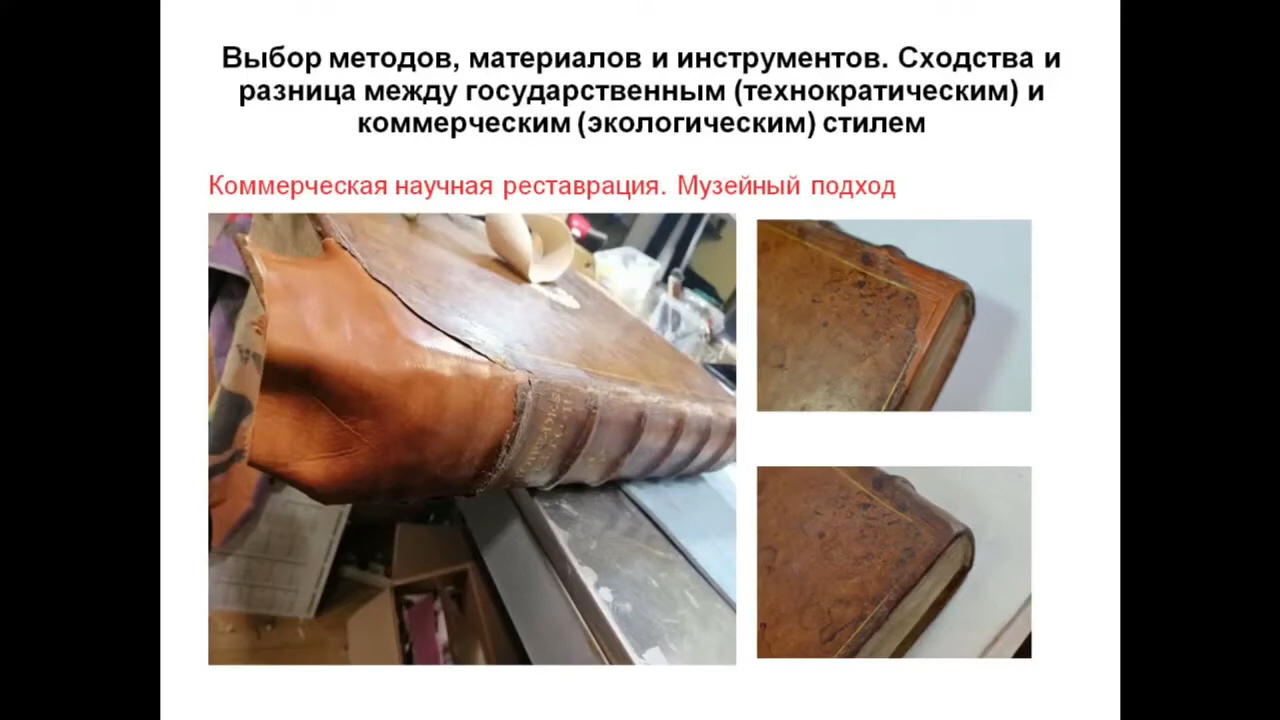 Выбор методов, материалов и инструментов. Сходства и
разница между государственным (технократическим) и
коммерческим (экологическим) стилем
Коммерческая научная реставрация. Музейный подход